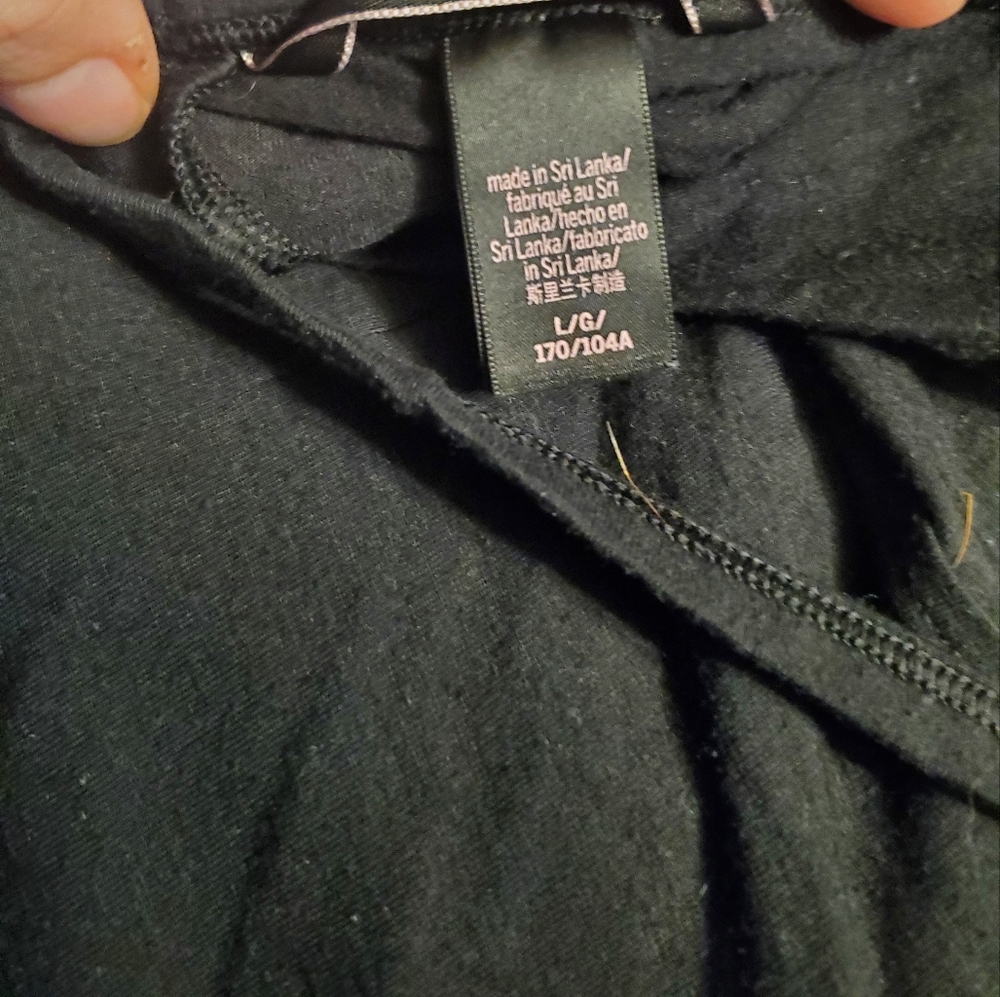 made in Sri Lanka/
fabriqué au Sri
Lanka/hecho en
Sri Lanka/fabbricato
in Sri Lanka/
斯里兰卡制造
L/G/
170/104A